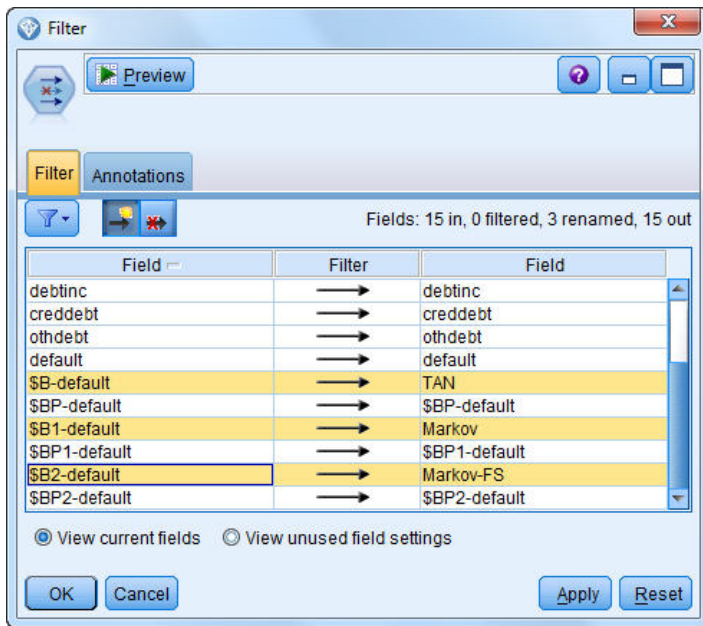 Filter
Preview
Filter Annotations
Fields: 15 in, 0 filtered, 3 renamed, 15 out
Field Filter Field
debtinc debtinc
creddebt creddebt
othdebt othdebt
default default
$B-default TAN
$BP-default $BP-default
$B1-default Markov
$BP1-default $BP1-default
$B2-default Markov-FS
$BP2-default $BP2-default
View current fields View unused field settings
OK Cancel Apply Reset